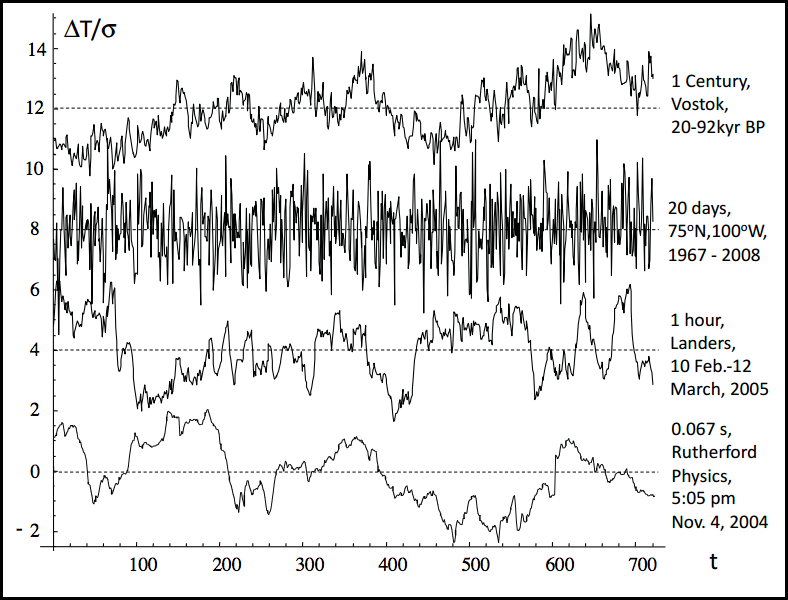 ΔT/σ
14
12
10
8
6
4
2
0
- 2
100
200
300
400
500
600
700
t
1 Century,
Vostok,
20-92kyr BP
20 days,
75ºN,100ºW,
1967 - 2008
1 hour,
Landers,
10 Feb.-12
March, 2005
0.067 s,
Rutherford
Physics,
5:05 pm
Nov. 4, 2004